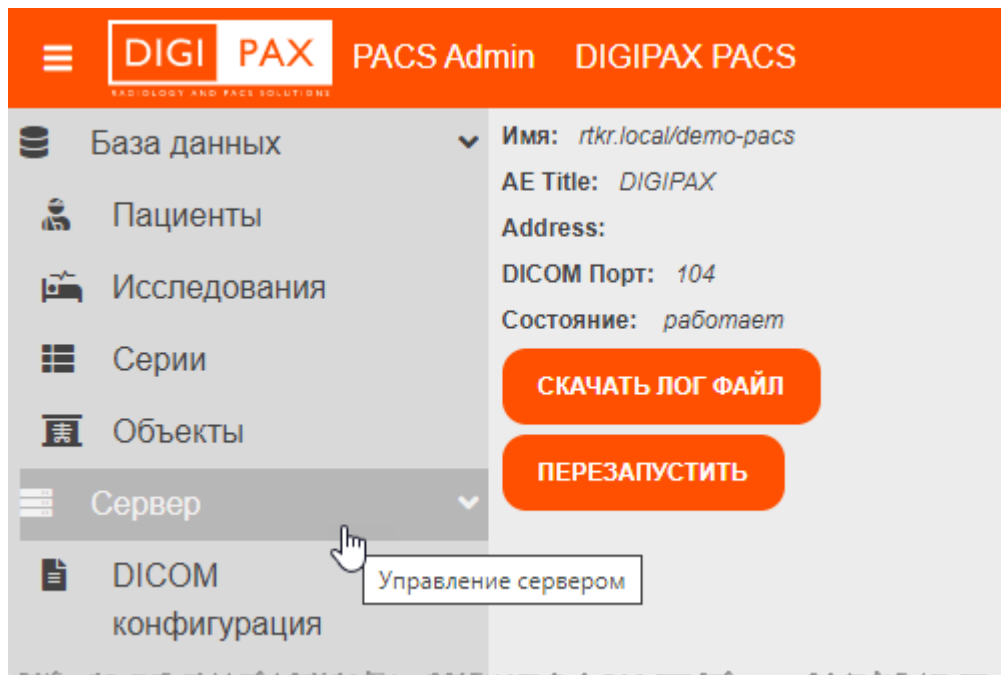 DIGI PAX PACS Admin DIGIPAX PACS
RADIOLOGY AND PACS SOLUTIONS
База данных
Пациенты
Исследования
Серии
Объекты
Сервер
DICOM
конфигурация
Имя: rtkr.local/demo-pacs
AE Title: DIGIPAX
Address:
DICOM Порт: 104
Состояние: работает
СКАЧАТЬ ЛОГ ФАЙЛ
ПЕРЕЗАПУСТИТЬ
Управление сервером